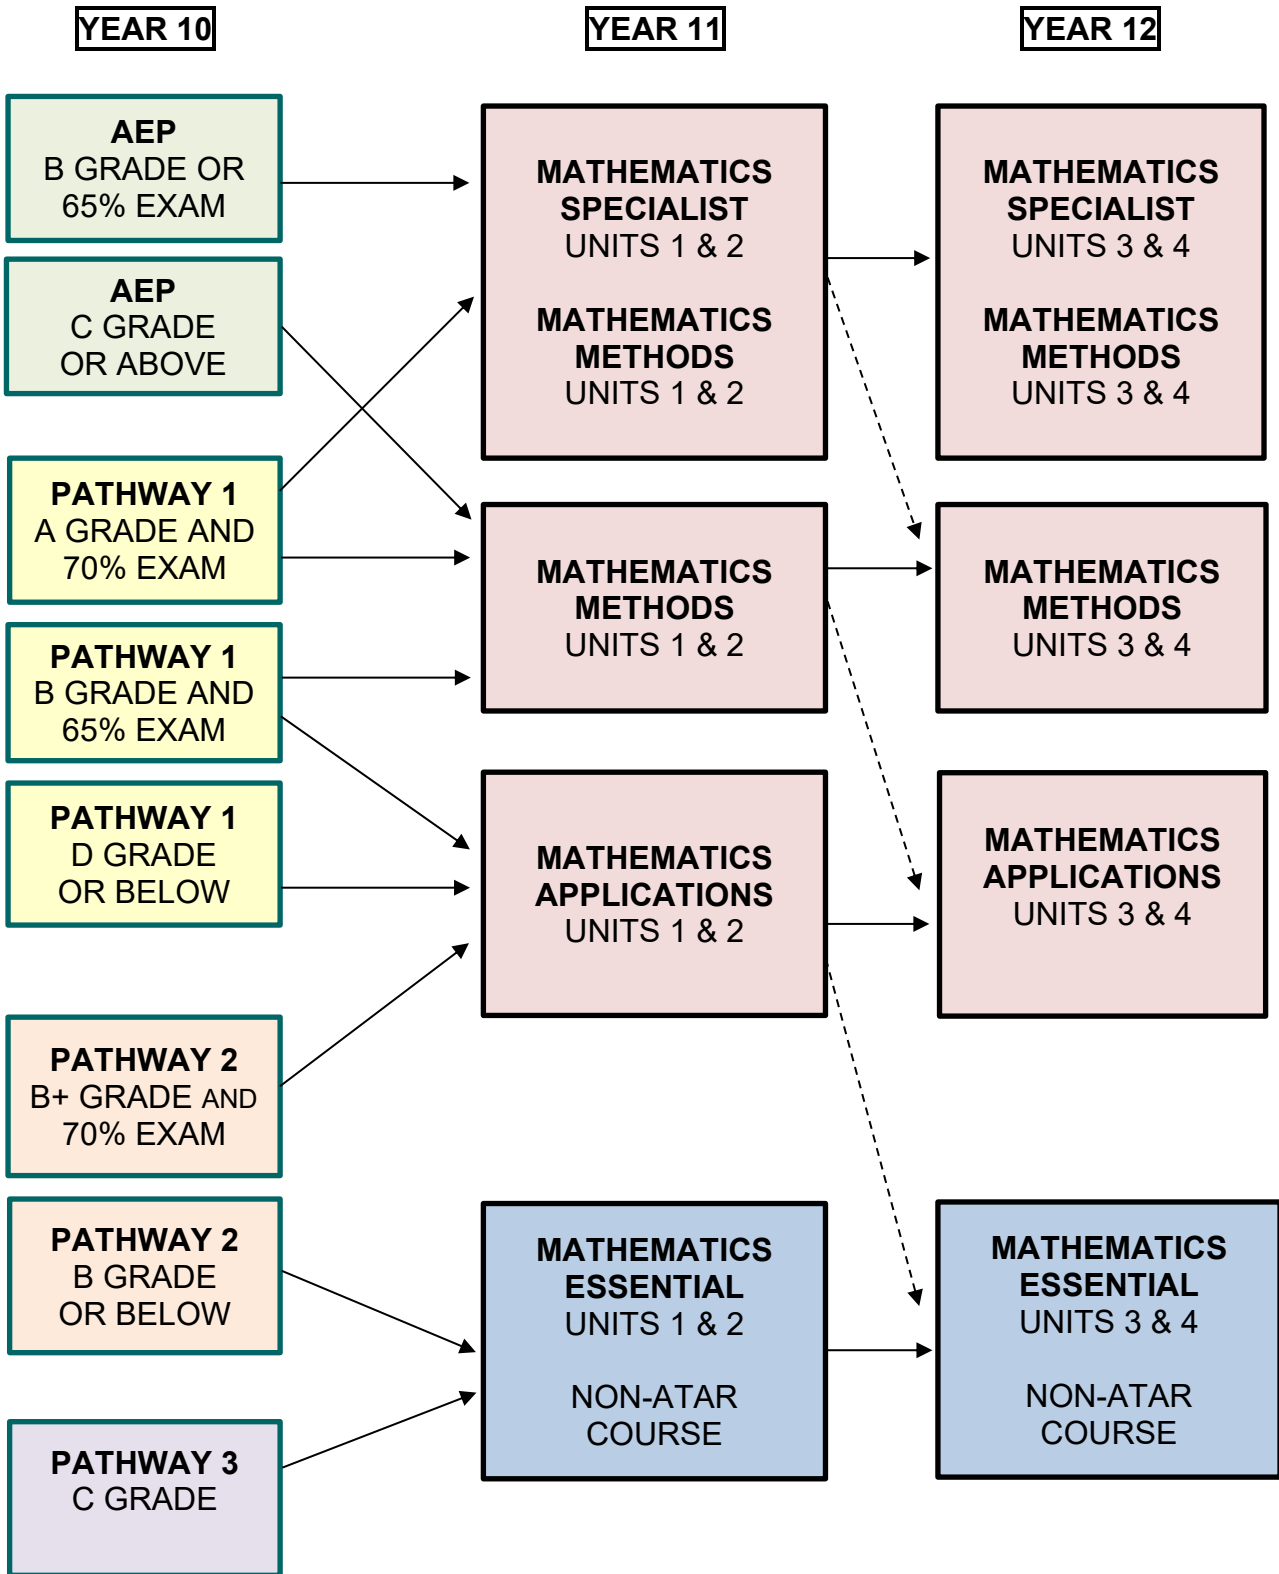 YEAR 10
YEAR 11
YEAR 12
AEP
B GRADE OR
65% EXAM
AEP
C GRADE
OR ABOVE
PATHWAY 1
A GRADE AND
70% EXAM
PATHWAY 1
B GRADE AND
65% EXAM
PATHWAY 1
D GRADE
OR BELOW
PATHWAY 2
B+ GRADE AND
70% EXAM
PATHWAY 2
B GRADE
OR BELOW
PATHWAY 3
C GRADE
MATHEMATICS
SPECIALIST
UNITS 1 & 2
MATHEMATICS
METHODS
UNITS 1 & 2
MATHEMATICS
METHODS
UNITS 1 & 2
MATHEMATICS
APPLICATIONS
UNITS 1 & 2
MATHEMATICS
ESSENTIAL
UNITS 1 & 2
NON-ATAR
COURSE
MATHEMATICS
SPECIALIST
UNITS 3 & 4
MATHEMATICS
METHODS
UNITS 3 & 4
MATHEMATICS
METHODS
UNITS 3 & 4
MATHEMATICS
APPLICATIONS
UNITS 3 & 4
MATHEMATICS
ESSENTIAL
UNITS 3 & 4
NON-ATAR
COURSE